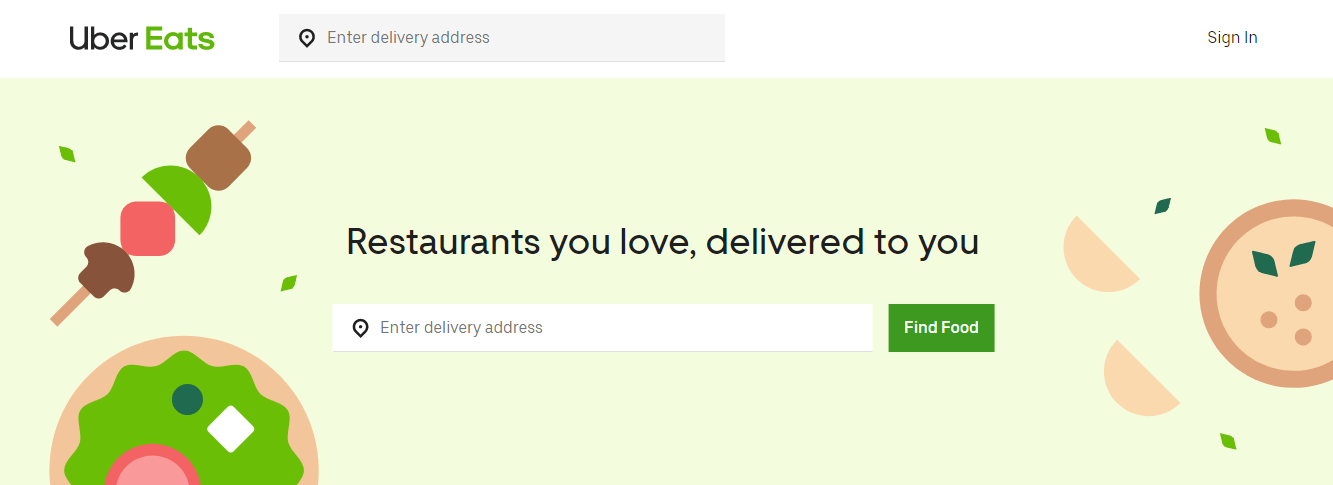 Uber Eats
Enter delivery address
Sign In
Restaurants you love, delivered to you
Enter delivery address
Find Food